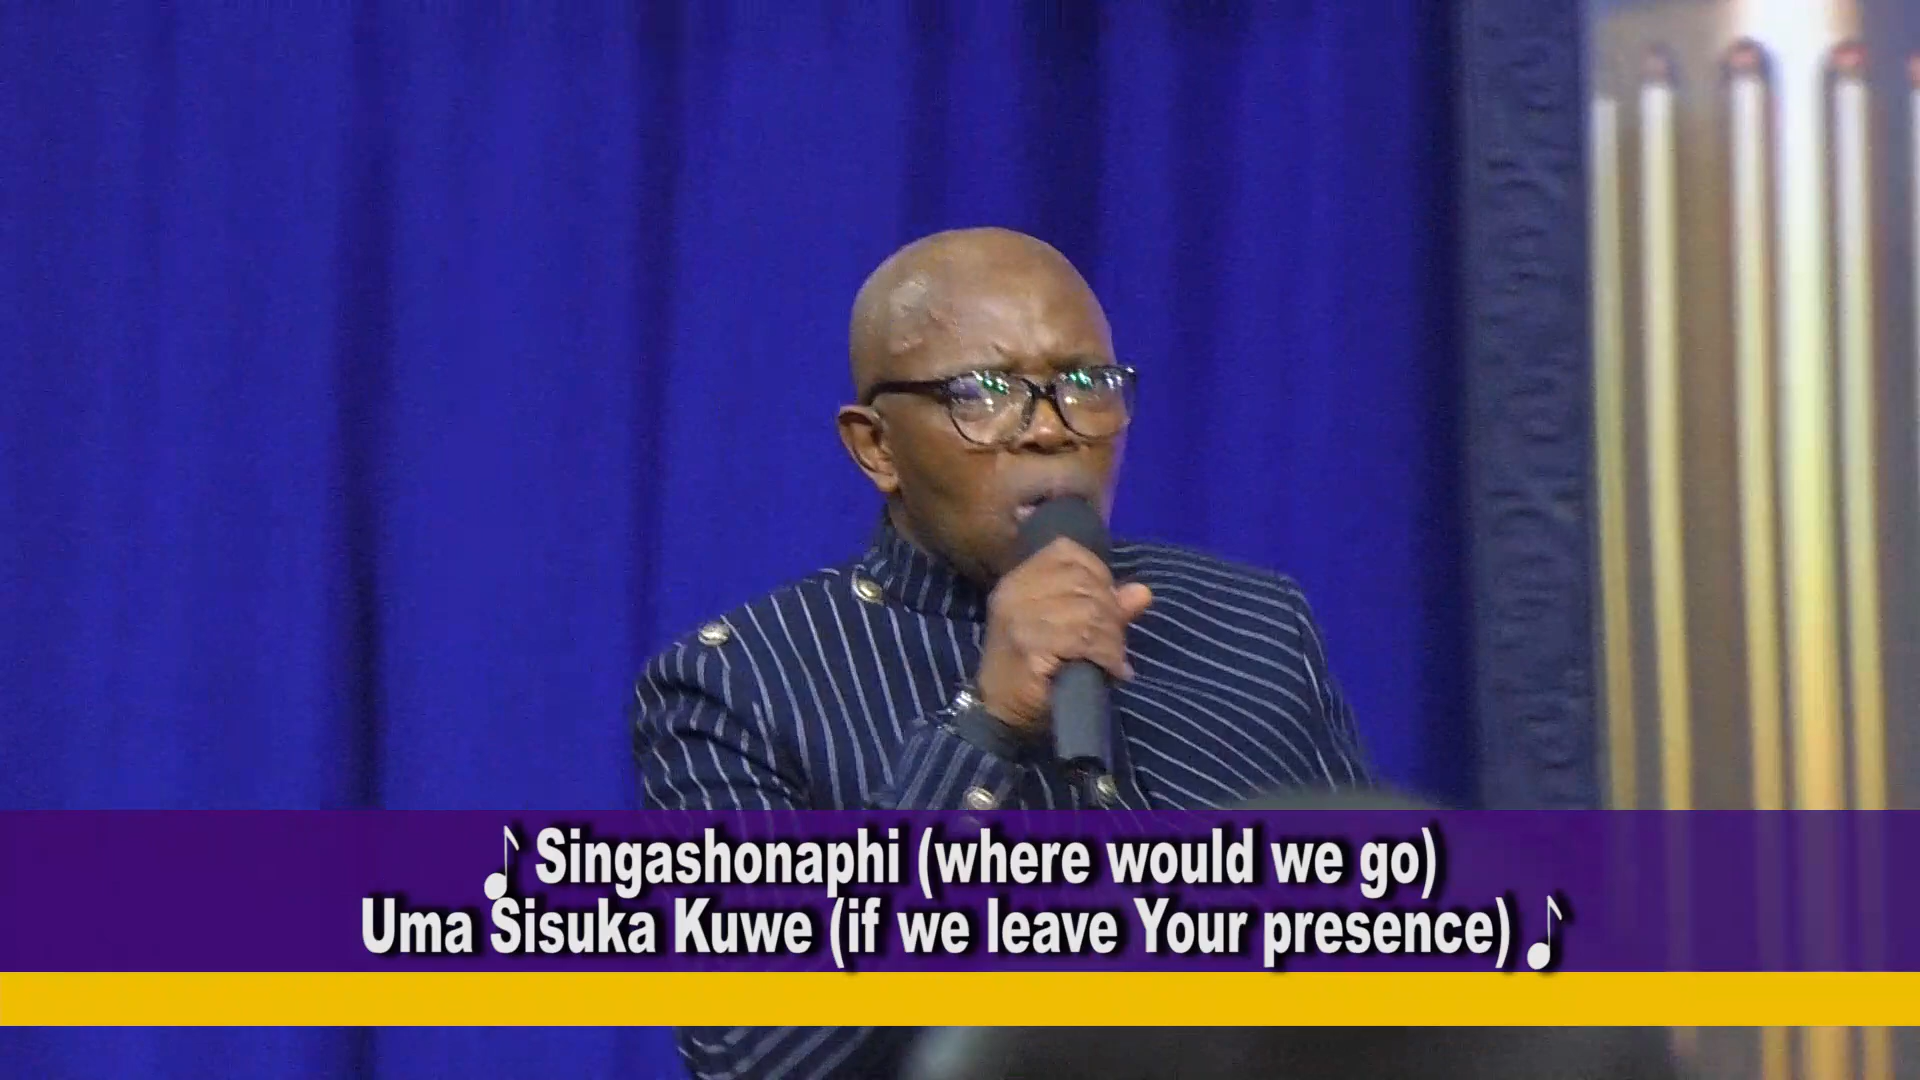 ♪ Singashonaphi (where would we go)
Uma Sisuka Kuwe (if we leave Your presence) ♪